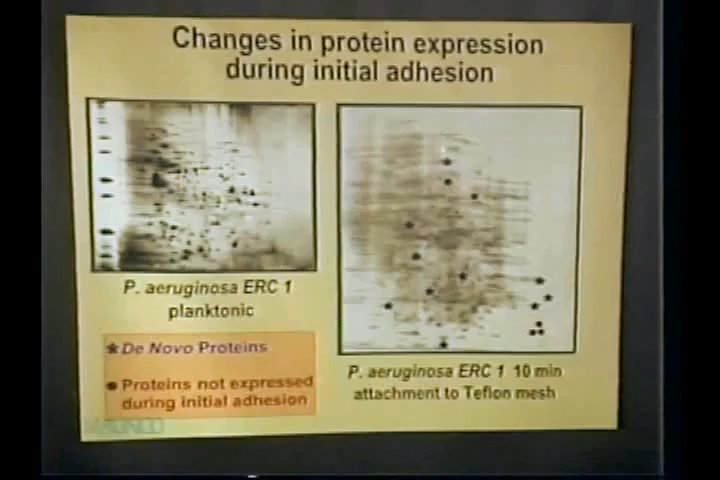 Changes in protein expression
during initial adhesion
P. aeruginosa ERC 1
planktonic
De Novo Proteins
Proteins not expressed
during initial adhesion
P. aeruginosa ERC 1 10 min
attachment to Teflon mesh